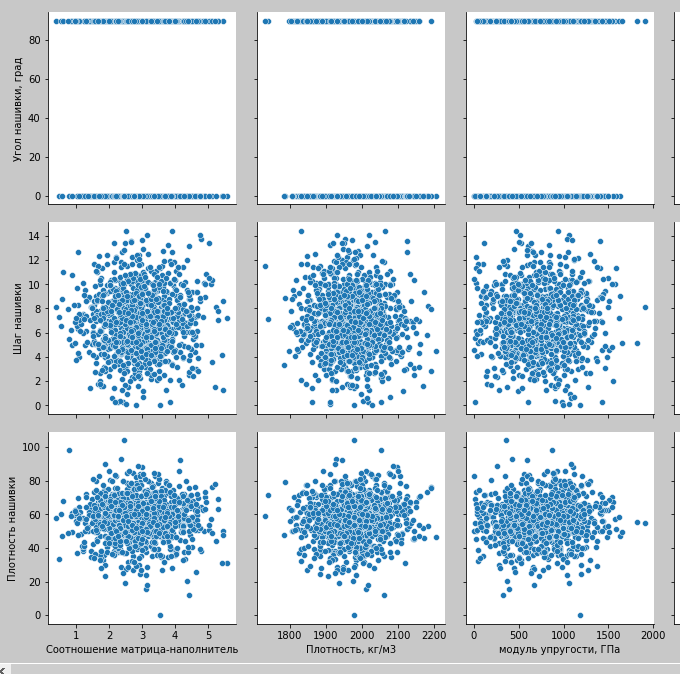 Угол нашивки, град
80
60
40
20
0
Шаг нашивки
14
12
10
8
6
4
2
0
Плотность нашивки
100
80
60
40
20
0
1 2 3 4 5
Соотношение матрица-наполнитель
1800 1900 2000 2100 2200
Плотность, кг/м3
0 500 1000 1500 2000
модуль упругости, ГПа